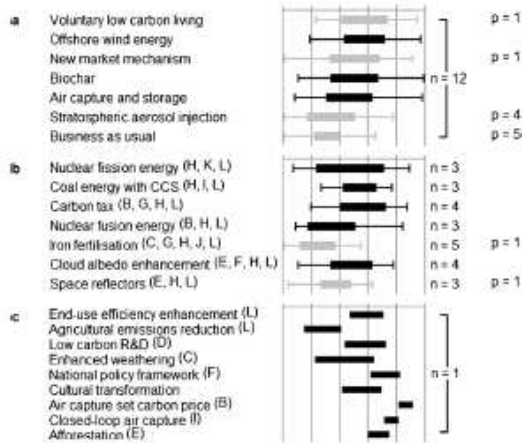 a
Voluntary low carbon living p = 1
Offshore wind energy
New market mechanism p = 1
Biochar n = 12
Air capture and storage
Stratospheric aerosol injection p = 4
Business as usual p = 5
b
Nuclear fission energy (H, K, L) n = 3
Coal energy with CCS (H, I, L) n = 3
Carbon tax (B, G, H, L) n = 4
Nuclear fusion energy (B, H, L) n = 3
Iron fertilisation (C, G, H, J, L) n = 5 p = 1
Cloud albedo enhancement (E, F, H, L) n = 4
Space reflectors (E, H, L) n = 3 p = 1
c
End-use efficiency enhancement (L)
Agricultural emissions reduction (L)
Low carbon R&D (D)
Enhanced weathering (C)
National policy framework (F) n = 1
Cultural transformation
Air capture set carbon price (B)
Closed-loop air capture (I)
Afforestation (E)